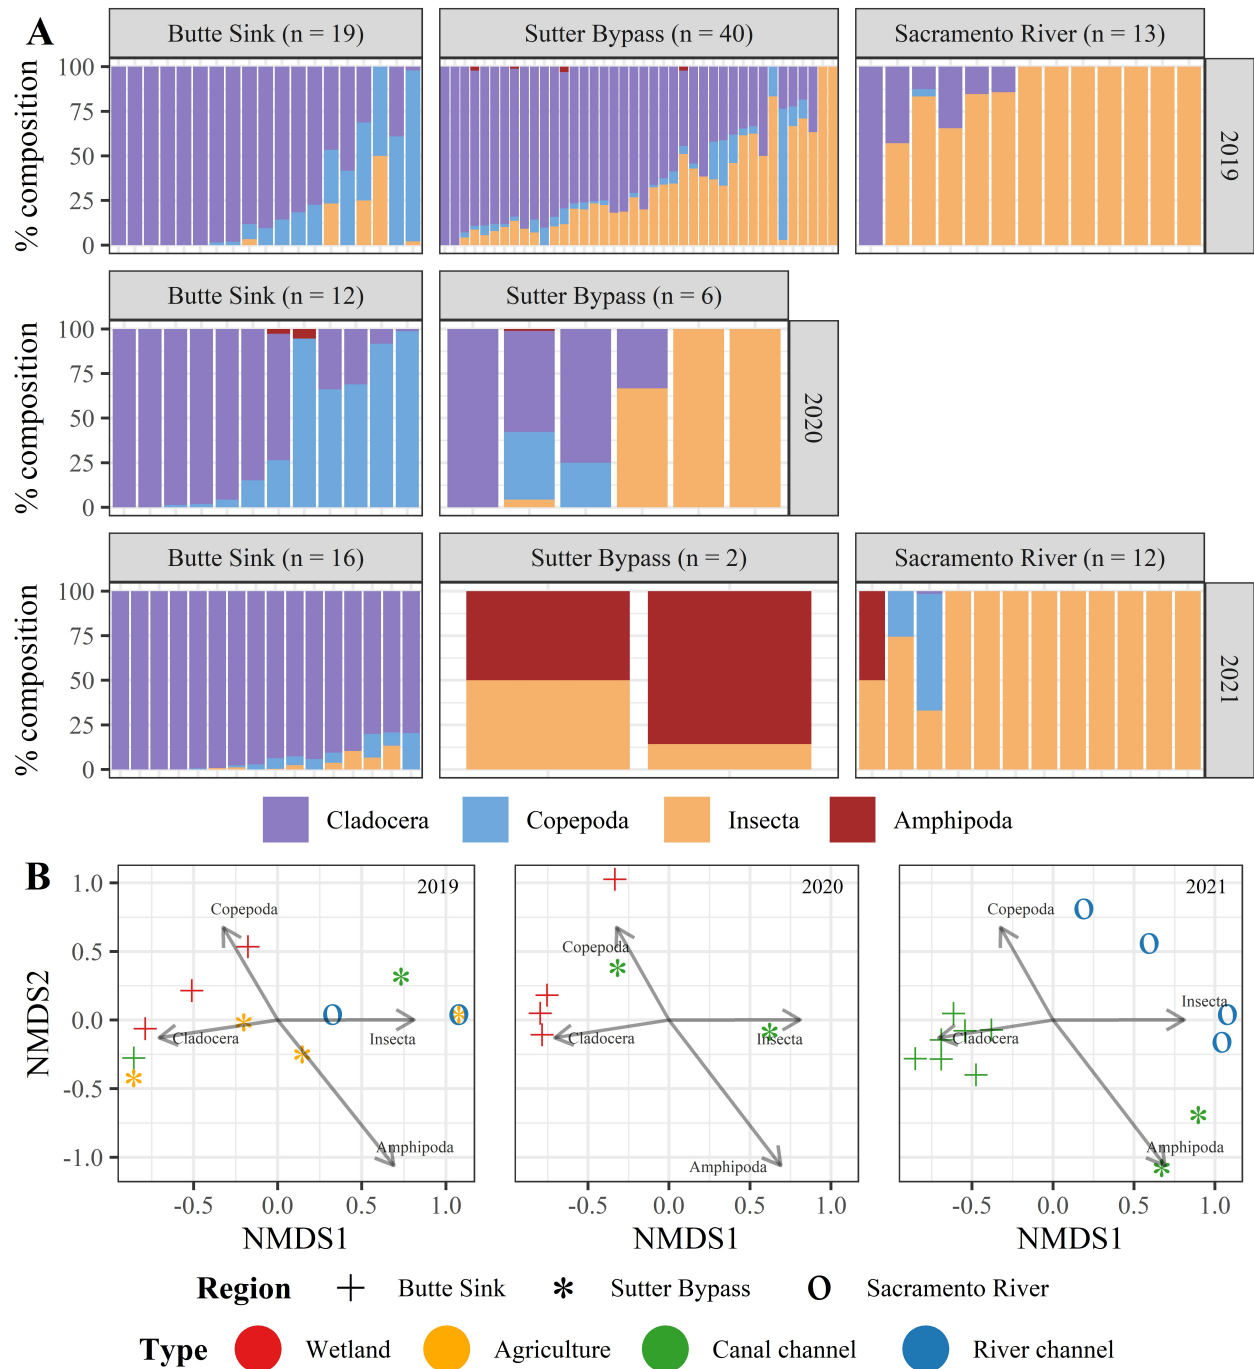 A
Butte Sink (n = 19)
Sutter Bypass (n = 40)
Sacramento River (n = 13)
% composition
100
75
50
25
0
2019
Butte Sink (n = 12)
Sutter Bypass (n = 6)
% composition
100
75
50
25
0
2020
Butte Sink (n = 16)
Sutter Bypass (n = 2)
Sacramento River (n = 12)
% composition
100
75
50
25
0
2021
Cladocera
Copepoda
Insecta
Amphipoda
B
NMDS2
1.0
0.5
0.0
-0.5
-1.0
2019
Copepoda
Cladocera
Insecta
Amphipoda
-0.5 0.0 0.5 1.0
NMDS1
2020
Copepoda
Cladocera
Insecta
Amphipoda
-0.5 0.0 0.5 1.0
NMDS1
2021
Copepoda
Insecta
Cladocera
Amphipoda
-0.5 0.0 0.5 1.0
NMDS1
Region Butte Sink Sutter Bypass Sacramento River
Type Wetland Agriculture Canal channel River channel